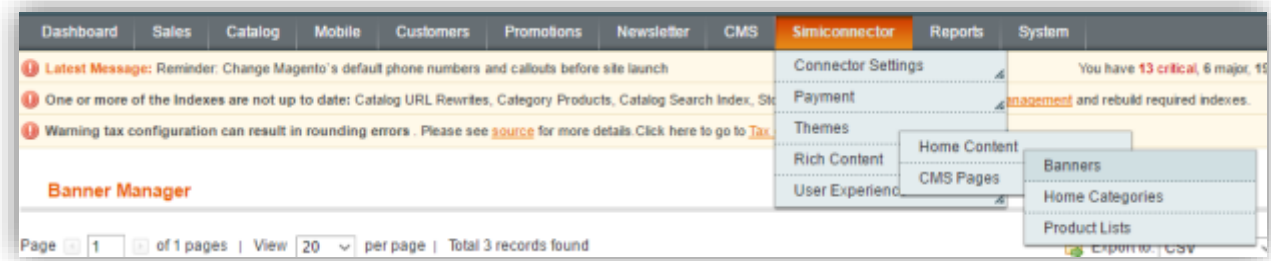 Dashboard Sales Catalog Mobile Customers Promotions Newsletter CMS Simiconnector Reports System
Latest Message: Reminder: Change Magento`s default phone numbers and callouts before site launch
You have 13 critical, 6 major, 19
One or more of the Indexes are not up to date: Catalog URL Rewrites, Category Products, Catalog Search Index, Sto
anagement and rebuild required indexes.
Warning tax configuration can result in rounding errors . Please see source for more details.Click here to go to Tax
Connector Settings
Payment
Themes
Rich Content
User Experienc
Home Content
CMS Pages
Banners
Home Categories
Product Lists
Banner Manager
Page 1 of 1 pages | View 20 per page | Total 3 records found
Export to: CSV